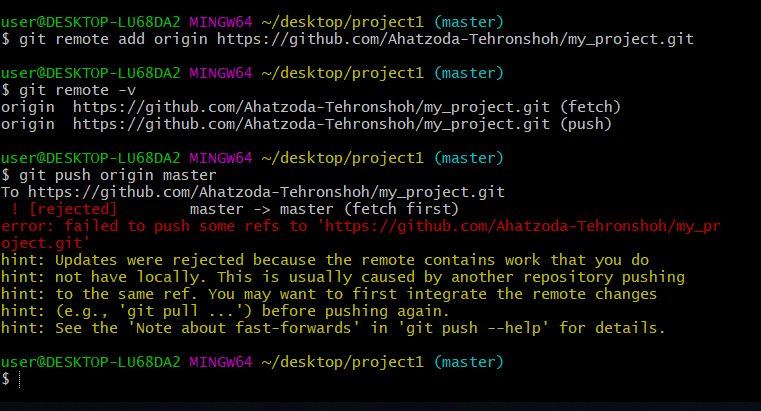 user@DESKTOP-LU68DA2 MINGW64 ~/desktop/project1 (master)
$ git remote add origin https://github.com/Ahatzoda-Tehronshoh/my_project.git
user@DESKTOP-LU68DA2 MINGW64 ~/desktop/project1 (master)
$ git remote -v
origin  https://github.com/Ahatzoda-Tehronshoh/my_project.git (fetch)
origin  https://github.com/Ahatzoda-Tehronshoh/my_project.git (push)
user@DESKTOP-LU68DA2 MINGW64 ~/desktop/project1 (master)
$ git push origin master
To https://github.com/Ahatzoda-Tehronshoh/my_project.git
 ! [rejected]        master -> master (fetch first)
error: failed to push some refs to 'https://github.com/Ahatzoda-Tehronshoh/my_pr
oject.git'
hint: Updates were rejected because the remote contains work that you do
hint: not have locally. This is usually caused by another repository pushing
hint: to the same ref. You may want to first integrate the remote changes
hint: (e.g., 'git pull ...') before pushing again.
hint: See the 'Note about fast-forwards' in 'git push --help' for details.
user@DESKTOP-LU68DA2 MINGW64 ~/desktop/project1 (master)
$